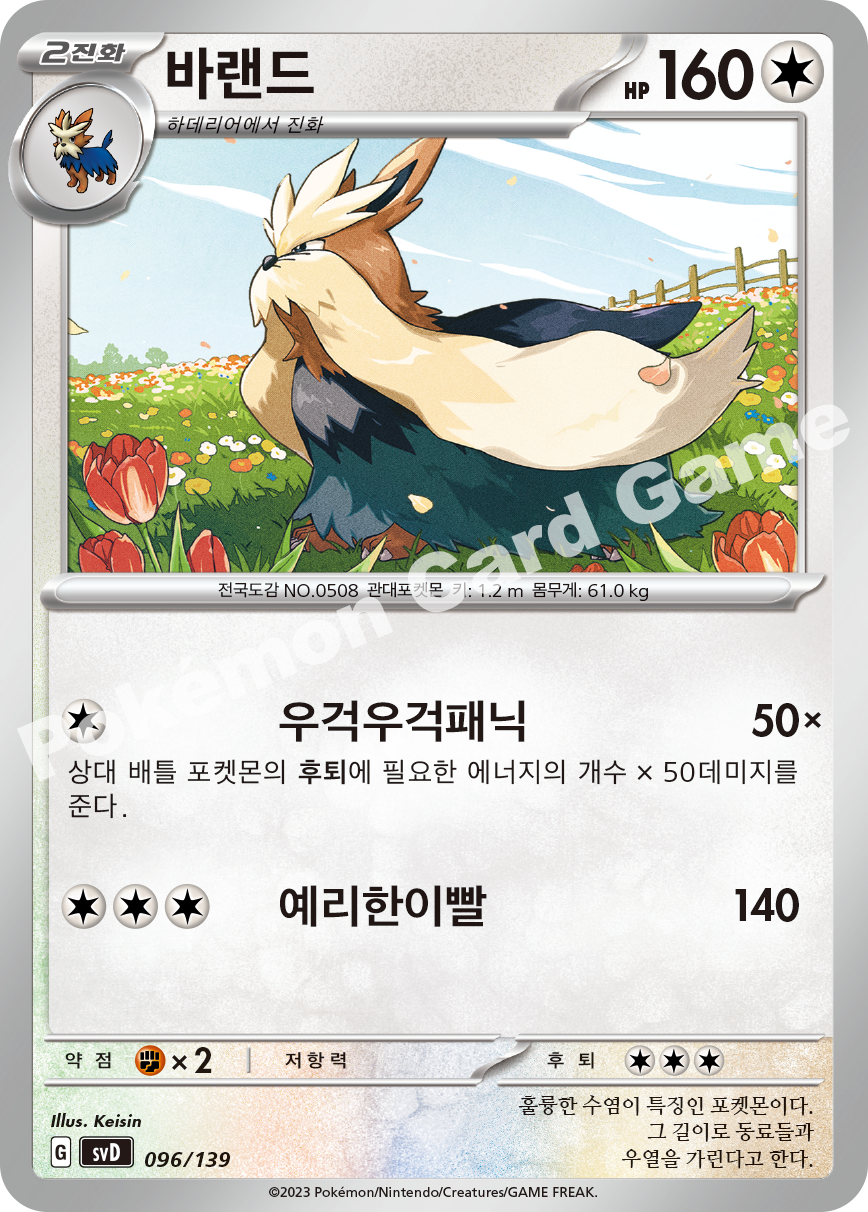 2진화
바랜드
HP 160
하데리어에서 진화
전국도감 NO.0508 관대포켓몬 키: 1.2 m 몸무게: 61.0 kg
우걱우걱패닉 50×
상대 배틀 포켓몬의 후퇴에 필요한 에너지의 개수 × 50데미지를
준다.
예리한이빨 140
약점 ×2 저항력 후퇴
훌륭한 수염이 특징인 포켓몬이다.
그 길이로 동료들과
우열을 가린다고 한다.
Illus. Keisin
G svD 096/139
©2023 Pokémon/Nintendo/Creatures/GAME FREAK.
Pokémon Card Game